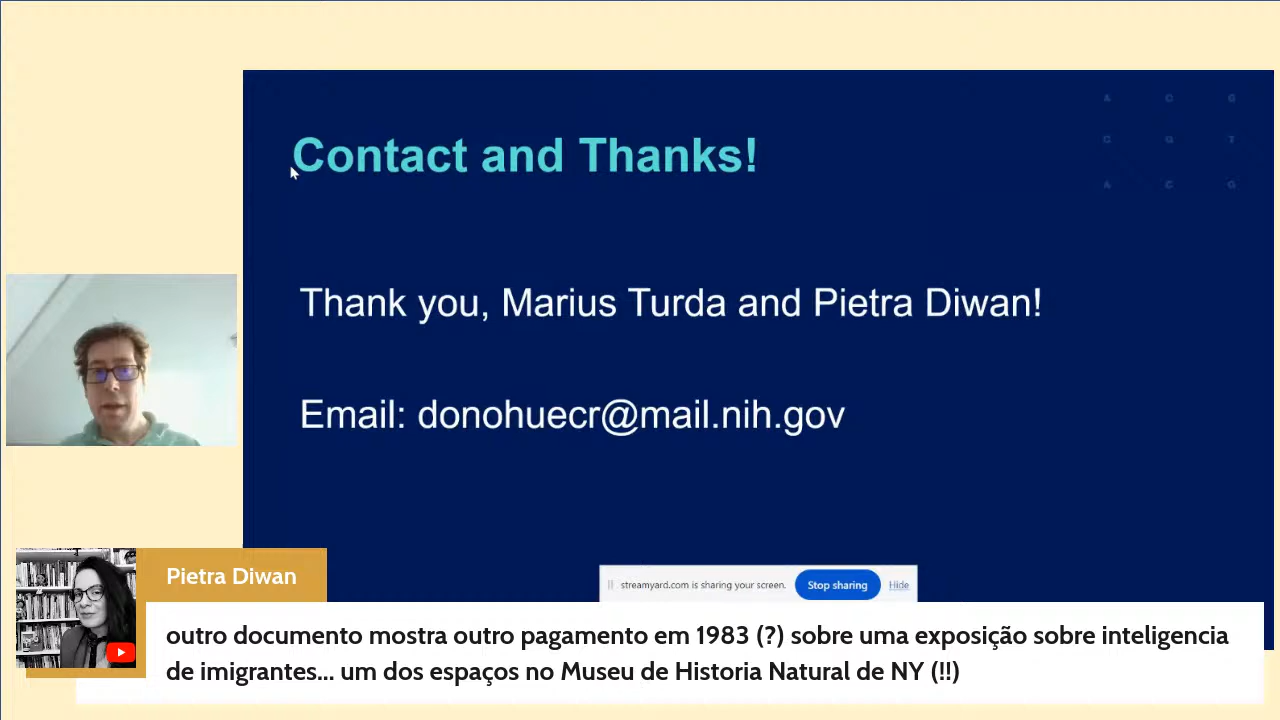 A C G
C G T
A C G
Contact and Thanks!
Thank you, Marius Turda and Pietra Diwan!
Email: donohuecr@mail.nih.gov
streamyard.com is sharing your screen. Stop sharing Hide
Pietra Diwan
outro documento mostra outro pagamento em 1983 (?) sobre uma exposição sobre inteligencia
de imigrantes... um dos espaços no Museu de Historia Natural de NY (!!)